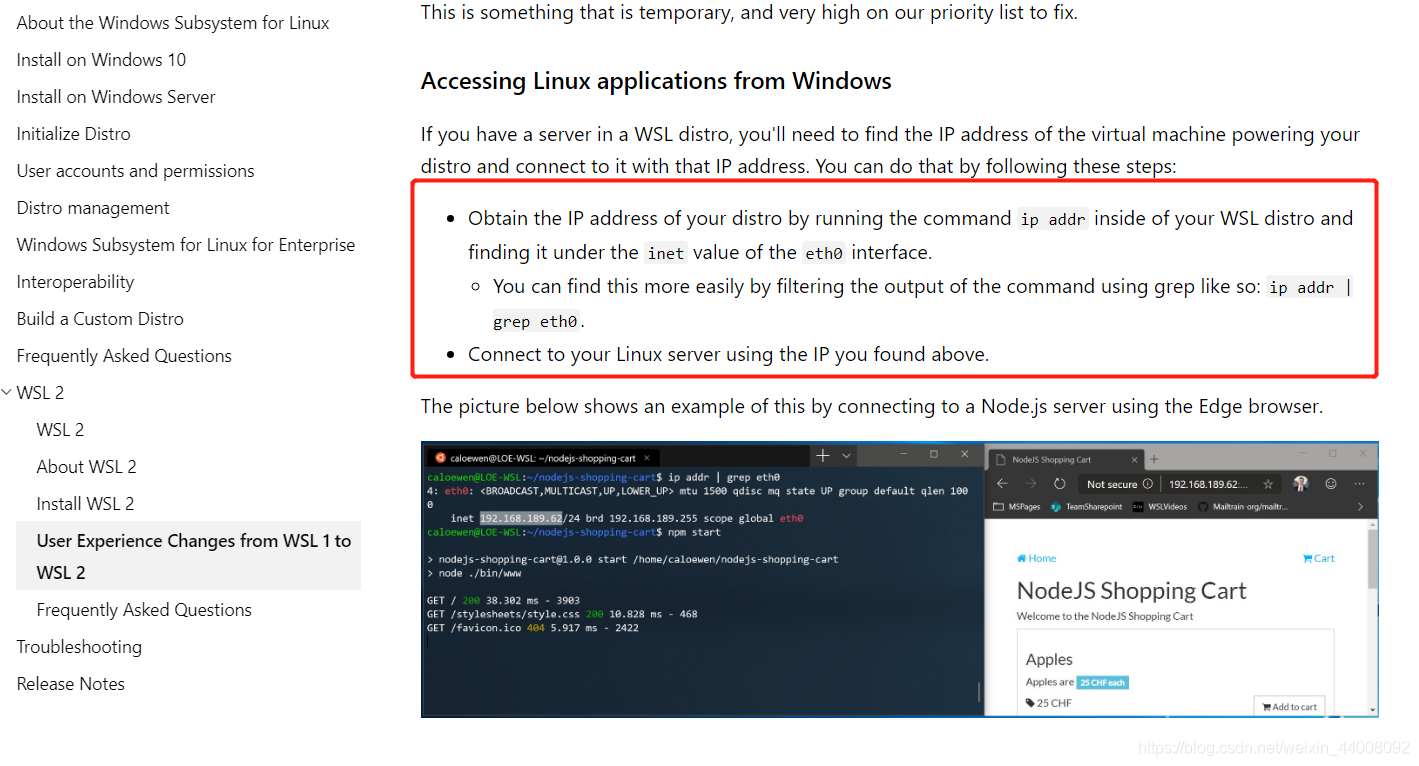 About the Windows Subsystem for Linux
Install on Windows 10
Install on Windows Server
Initialize Distro
User accounts and permissions
Distro management
Windows Subsystem for Linux for Enterprise
Interoperability
Build a Custom Distro
Frequently Asked Questions
WSL 2
WSL 2
About WSL 2
Install WSL 2
User Experience Changes from WSL 1 to
WSL 2
Frequently Asked Questions
Troubleshooting
Release Notes
This is something that is temporary, and very high on our priority list to fix.
Accessing Linux applications from Windows
If you have a server in a WSL distro, you'll need to find the IP address of the virtual machine powering your
distro and connect to it with that IP address. You can do that by following these steps:
• Obtain the IP address of your distro by running the command ip addr inside of your WSL distro and
finding it under the inet value of the eth0 interface.
◦ You can find this more easily by filtering the output of the command using grep like so: ip addr |
grep eth0.
• Connect to your Linux server using the IP you found above.
The picture below shows an example of this by connecting to a Node.js server using the Edge browser.
caloewen@LOE-WSL: ~/nodejs-shopping-cart
caloewen@LOE-WSL:~/nodejs-shopping-cart$ ip addr | grep eth0
4: eth0: <BROADCAST,MULTICAST,UP,LOWER_UP> mtu 1500 qdisc mq state UP group default qlen 100
0
inet 192.168.189.62/24 brd 192.168.189.255 scope global eth0
caloewen@LOE-WSL:~/nodejs-shopping-cart$ npm start
> nodejs-shopping-cart@1.0.0 start /home/caloewen/nodejs-shopping-cart
> node ./bin/www
GET / 200 38.302 ms - 3903
GET /stylesheets/style.css 200 10.828 ms - 468
GET /favicon.ico 404 5.917 ms - 2422
NodeJS Shopping Cart
Not secure 192.168.189.62:...
MSPages TeamSharepoint WSLVideos Mailtrain-org/mailtr...
Home Cart
NodeJS Shopping Cart
Welcome to the NodeJS Shopping Cart
Apples
Apples are 25 CHF each
25 CHF
Add to cart
https://blog.csdn.net/weixin_44008092